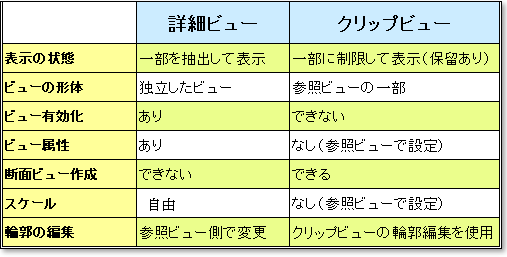 詳細ビュー クリップビュー
表示の状態 一部を抽出して表示 一部に制限して表示（保留あり）
ビューの形体 独立したビュー 参照ビューの一部
ビュー有効化 あり できない
ビュー属性 あり なし（参照ビューで設定）
断面ビュー作成 できない できる
スケール 自由 なし（参照ビューで設定）
輪郭の編集 参照ビュー側で変更 クリップビューの輪郭編集を使用